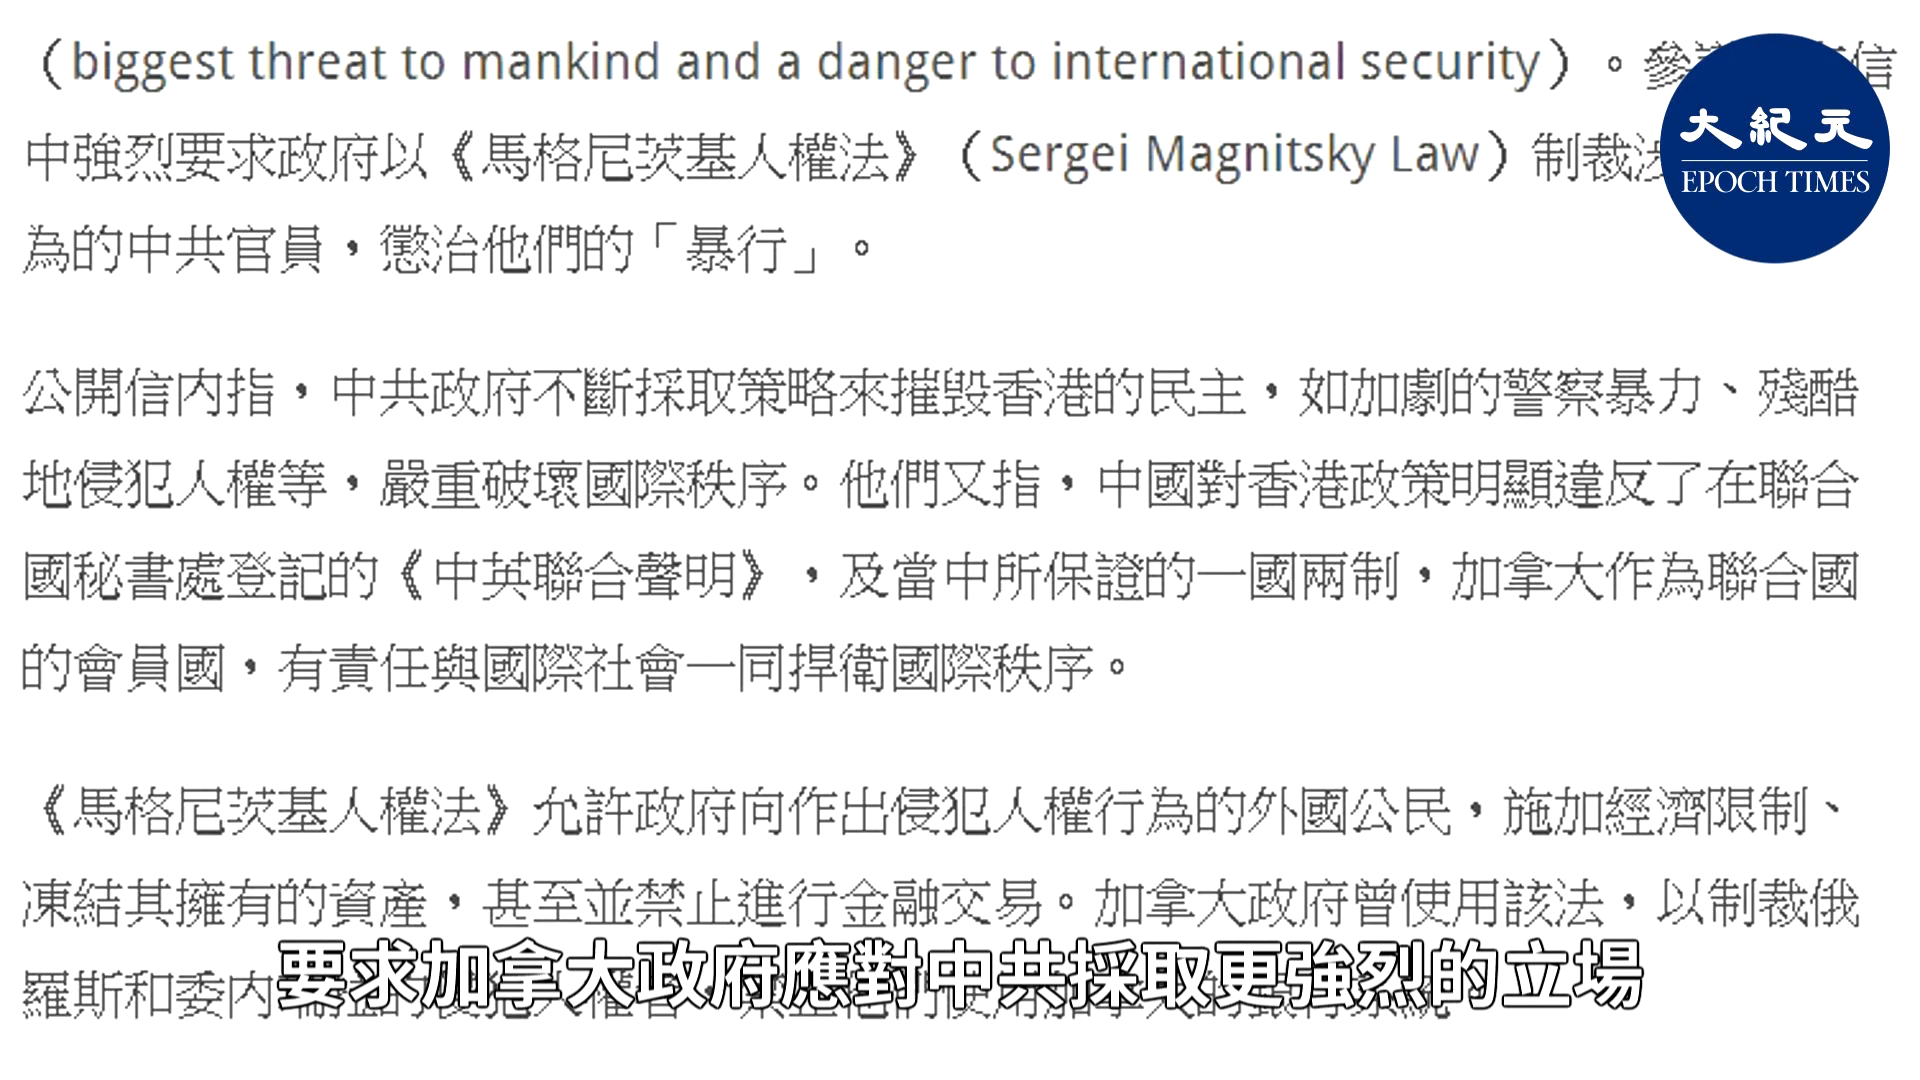 （biggest threat to mankind and a danger to international security）。參 信
中強烈要求政府以《馬格尼茨基人權法》（Sergei Magnitsky Law）制裁
為的中共官員，懲治他們的「暴行」。
公開信內指，中共政府不斷採取策略來摧毀香港的民主，如加劇的警察暴力、殘酷
地侵犯人權等，嚴重破壞國際秩序。他們又指，中國對香港政策明顯違反了在聯合
國秘書處登記的《中英聯合聲明》，及當中所保證的一國兩制，加拿大作為聯合國
的會員國，有責任與國際社會一同捍衛國際秩序。
《馬格尼茨基人權法》允許政府向作出侵犯人權行為的外國公民，施加經濟限制、
凍結其擁有的資產，甚至並禁止進行金融交易。加拿大政府曾使用該法，以制裁俄
羅斯和委內
要求加拿大政府應對中共採取更強烈的立場
大紀元
EPOCH TIMES